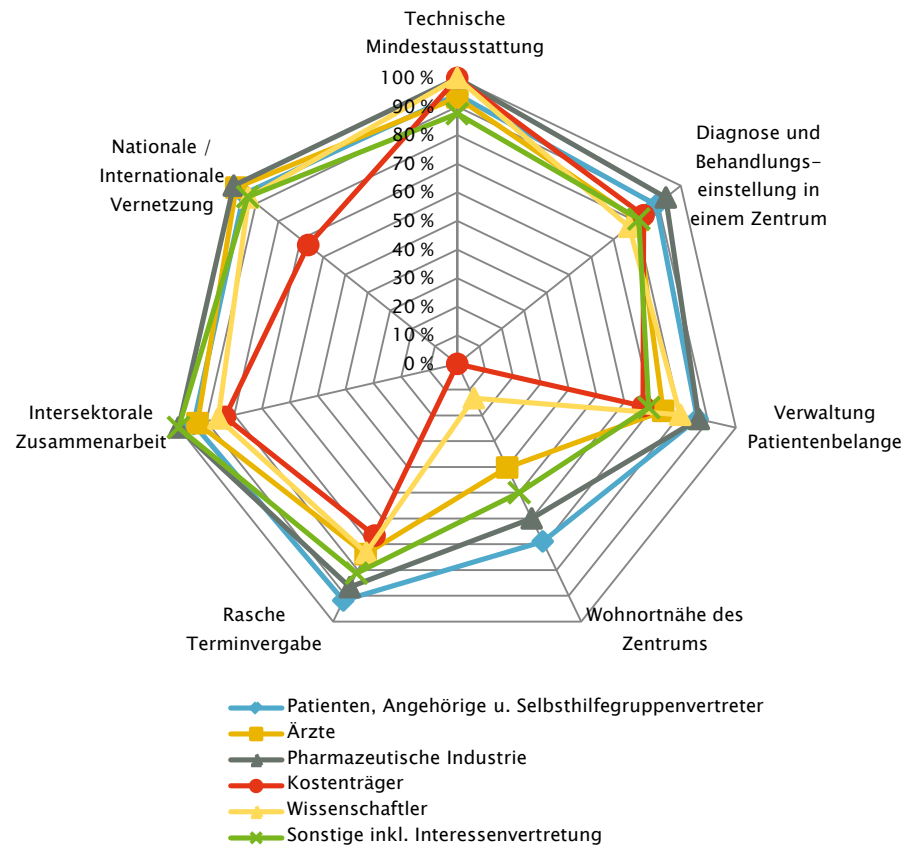 Technische
Mindestausstattung
100 %
90 %
80 %
70 %
60 %
50 %
40 %
30 %
20 %
10 %
0 %
Diagnose und
Behandlungs-
einstellung in
einem Zentrum
Verwaltung
Patientenbelange
Wohnortnähe des
Zentrums
Rasche
Terminvergabe
Intersektorale
Zusammenarbeit
Nationale /
Internationale
Vernetzung
Patienten, Angehörige u. Selbsthilfegruppenvertreter
Ärzte
Pharmazeutische Industrie
Kostenträger
Wissenschaftler
Sonstige inkl. Interessenvertretung